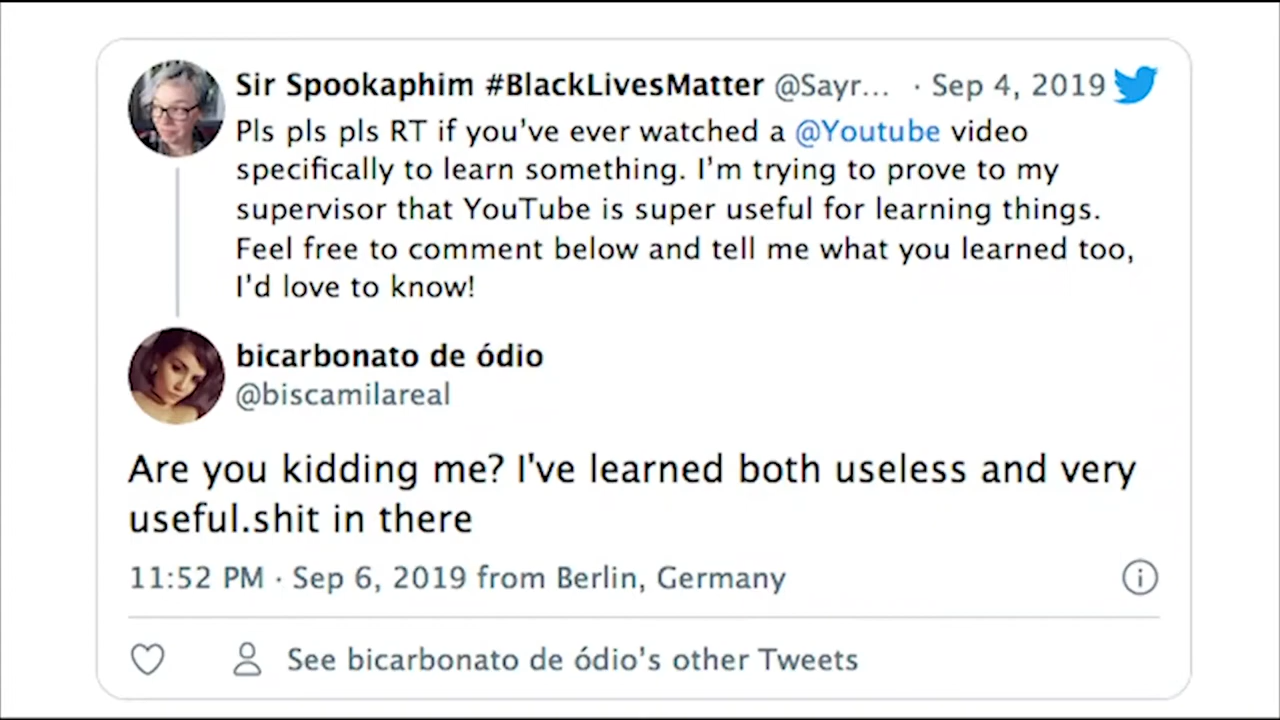 Sir Spookaphim #BlackLivesMatter @Sayr... · Sep 4, 2019
Pls pls pls RT if you've ever watched a @Youtube video
specifically to learn something. I'm trying to prove to my
supervisor that YouTube is super useful for learning things.
Feel free to comment below and tell me what you learned too,
I'd love to know!
bicarbonato de ódio
@biscamilareal
Are you kidding me? I've learned both useless and very
useful.shit in there
11:52 PM · Sep 6, 2019 from Berlin, Germany
See bicarbonato de ódio's other Tweets